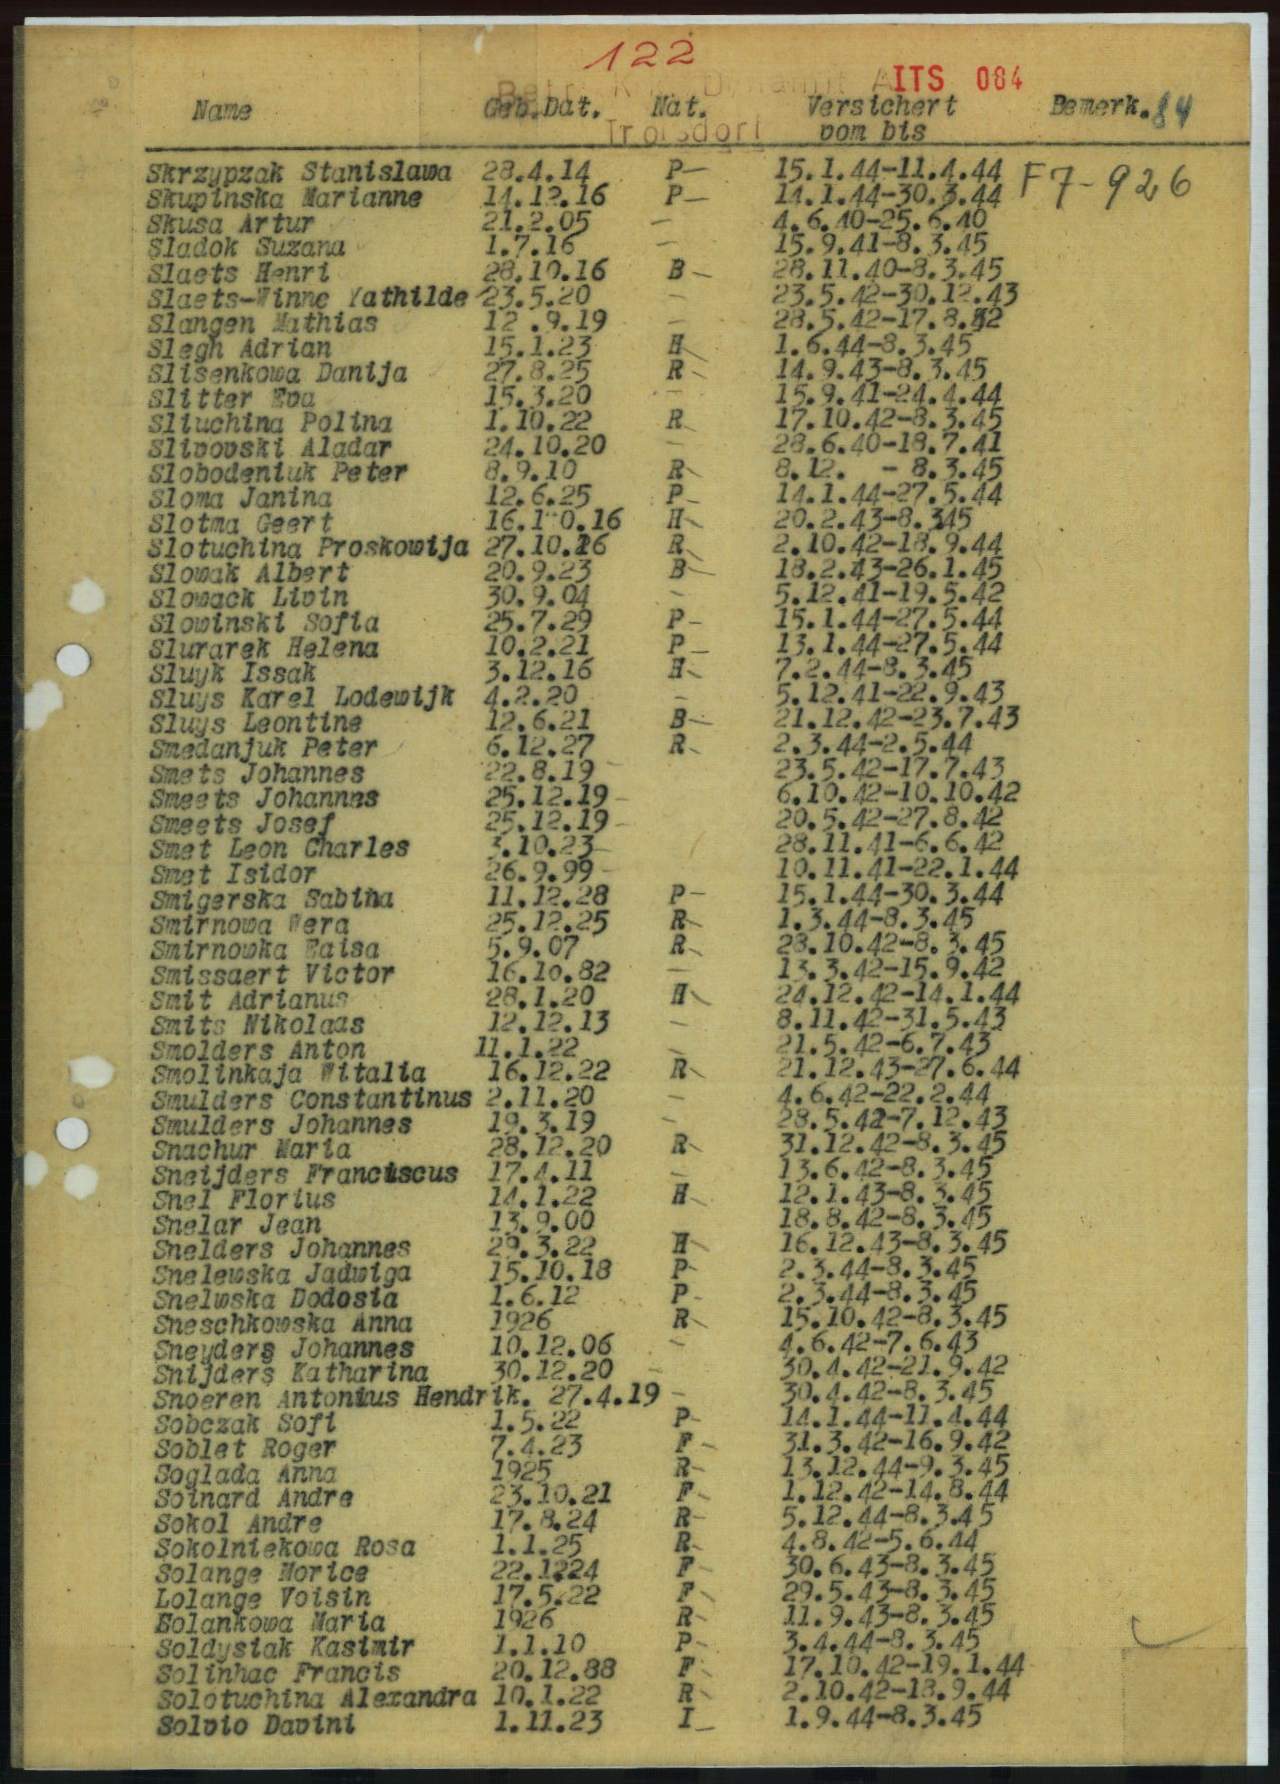 122
Betr. K Dynamit A
ITS 084
Name Geb.Dat. Nat. Versichert Bemerk. 84
Troisdorf vom bis
Skrzypzak Stanislawa 28.4.14 P- 15.1.44-11.4.44 F7-926
Skupinska Marianne 14.12.16 P- 14.1.44-30.3.44
Skusa Artur 21.2.05 - 4.6.40-25.6.40
Sladok Suzana 1.7.16 - 15.9.41-8.3.45
Slaets Henri 28.10.16 B- 28.11.40-8.3.45
Slaets-Winne Yathilde 23.5.20 - 23.5.42-30.12.43
Slangen Mathias 12 .9.19 - 28.5.42-17.8.42
Slegh Adrian 15.1.23 H- 1.6.44-8.3.45
Slisenkowa Danija 27.8.25 R- 14.9.43-8.3.45
Slitter Eva 15.3.20 - 15.9.41-24.4.44
Sliuchina Polina 1.10.22 R- 17.10.42-8.3.45
Slivovski Aladar 24.10.20 - 28.6.40-18.7.41
Slobodeniuk Peter 8.9.10 R- 8.12. - 8.3.45
Sloma Janina 12.6.25 P- 14.1.44-27.5.44
Slotma Geert 16.1 0.16 H- 20.2.43-8.345
Slotuchina Proskowija 27.10.26 R- 2.10.42-18.9.44
Slowak Albert 20.9.23 B- 18.2.43-26.1.45
Slowack Livin 30.9.04 - 5.12.41-19.5.42
Slowinski Sofia 25.7.29 P- 15.1.44-27.5.44
Slurarek Helena 10.2.21 P- 13.1.44-27.5.44
Sluyk Issak 3.12.16 H- 7.2.44-8.3.45
Sluys Karel Lodewijk 4.2.20 - 5.12.41-22.9.43
Sluys Leontine 12.6.21 B- 21.12.42-23.7.43
Smedanjuk Peter 6.12.27 R- 2.3.44-2.5.44
Smets Johannes 22.8.19 - 23.5.42-17.7.43
Smeets Johannes 25.12.19 - 6.10.42-10.10.42
Smeets Josef 25.12.19 - 20.5.42-27.8.42
Smet Leon Charles 3.10.23 - 28.11.41-6.6.42
Smet Isidor 26.9.99 - 10.11.41-22.1.44
Smigerska Sabina 11.12.28 P- 15.1.44-30.3.44
Smirnowa Wera 25.12.25 R- 1.3.44-8.3.45
Smirnowka Raisa 5.9.07 R- 28.10.42-8.3.45
Smissaert Victor 16.10.82 - 13.3.42-15.9.42
Smit Adrianus 28.1.20 H- 24.12.42-14.1.44
Smits Nikolaas 12.12.13 - 8.11.42-31.5.43
Smolders Anton 11.1.22 - 21.5.42-6.7.43
Smolinkaja Witalia 16.12.22 R- 21.12.43-27.6.44
Smulders Constantinus 2.11.20 - 4.6.42-22.2.44
Smulders Johannes 19.3.19 - 28.5.42-7.12.43
Snachur Maria 28.12.20 R- 31.12.42-8.3.45
Sneijders Franciscus 17.4.11 - 13.6.42-8.3.45
Snel Florius 14.1.22 H- 12.1.43-8.3.45
Snelar Jean 13.9.00 18.8.42-8.3.45
Snelders Johannes 29.3.22 H- 16.12.43-8.3.45
Snelewska Jadwiga 15.10.18 P- 2.3.44-8.3.45
Snelwska Dodosia 1.6.12 P- 2.3.44-8.3.45
Sneschkowska Anna 1926 R- 15.10.42-8.3.45
Sneyders Johannes 10.12.06 - 4.6.42-7.6.43
Snijders Katharina 30.12.20 - 30.4.42-21.9.42
Snoeren Antonius Hendrik. 27.4.19 - 30.4.42-8.3.45
Sobczak Sofi 1.5.22 P- 14.1.44-11.4.44
Soblet Roger 7.4.23 F- 31.3.42-16.9.42
Soglada Anna 1925 R- 13.12.44-9.3.45
Soinard Andre 23.10.21 F- 1.12.42-14.8.44
Sokol Andre 17.8.24 R- 5.12.44-8.3.45
Sokolniekowa Rosa 1.1.25 R- 4.8.42-5.6.44
Solange Morice 22.1224 F- 30.6.43-8.3.45
Lolange Voisin 17.5.22 F- 29.5.43-8.3.45
Solankowa Maria 1926 R- 11.9.43-8.3.45
Soldysiak Kasimir 1.1.10 P- 3.4.44-8.3.45
Solinhac Francis 20.12.88 F- 17.10.42-19.1.44
Solotuchina Alexandra 10.1.22 R- 2.10.42-18.9.44
Solvio Davini 1.11.23 I- 1.9.44-8.3.45